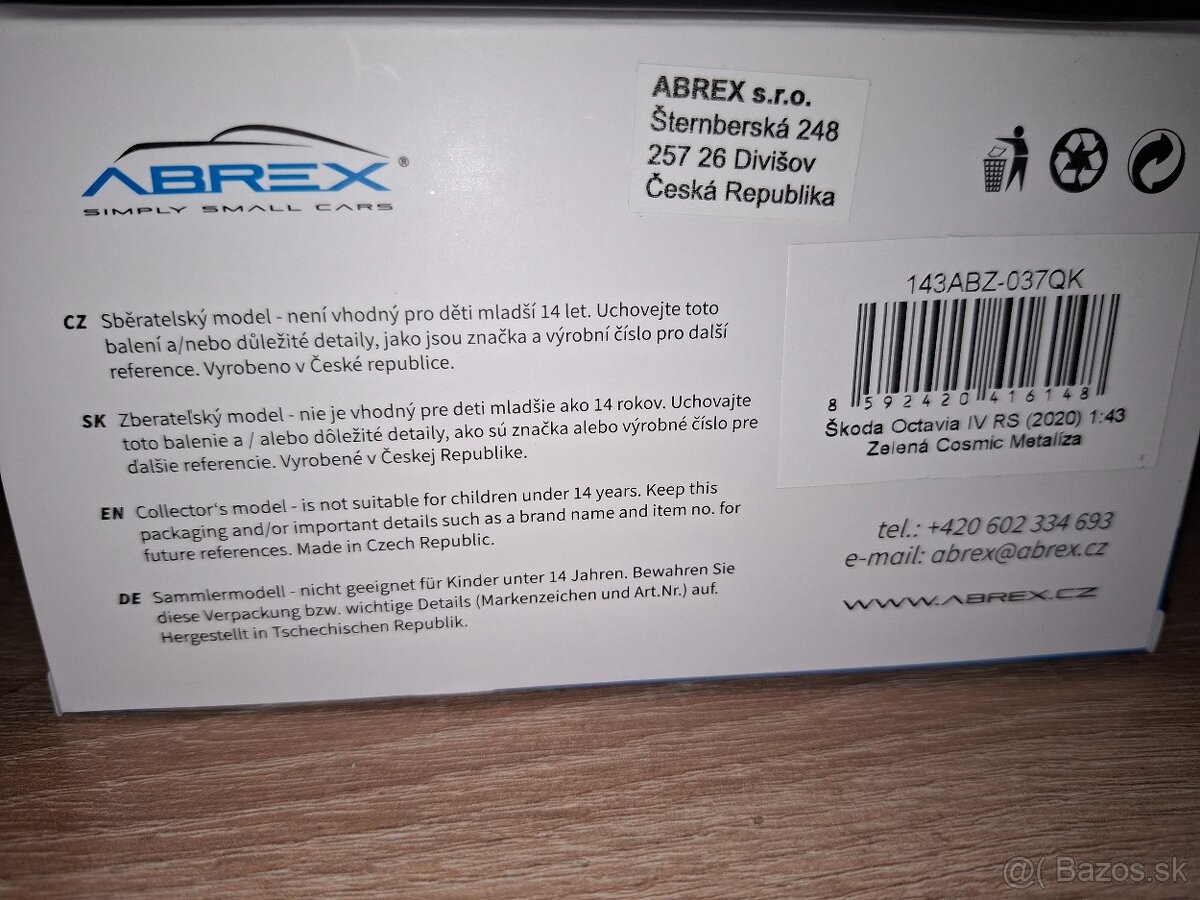 ABREX®
SIMPLY SMALL CARS
ABREX s.r.o.
Šternberská 248
257 26 Divišov
Česká Republika
CZ Sběratelský model - není vhodný pro děti mladší 14 let. Uchovejte toto
balení a/nebo důležité detaily, jako jsou značka a výrobní číslo pro další
reference. Vyrobeno v České republice.
SK Zberateľský model - nie je vhodný pre deti mladšie ako 14 rokov. Uchovajte
toto balenie a / alebo dôležité detaily, ako sú značka alebo výrobné číslo pre
ďalšie referencie. Vyrobené v Českej Republike.
EN Collector's model - is not suitable for children under 14 years. Keep this
packaging and/or important details such as a brand name and item no. for
future references. Made in Czech Republic.
DE Sammlermodell - nicht geeignet für Kinder unter 14 Jahren. Bewahren Sie
diese Verpackung bzw. wichtige Details (Markenzeichen und Art.Nr.) auf.
Hergestellt in Tschechischen Republik.
143ABZ-037QK
8 592420 416148
Škoda Octavia IV RS (2020) 1:43
Zelená Cosmic Metalíza
tel.: +420 602 334 693
e-mail: abrex@abrex.cz
WWW.ABREX.CZ
@( Bazos.sk